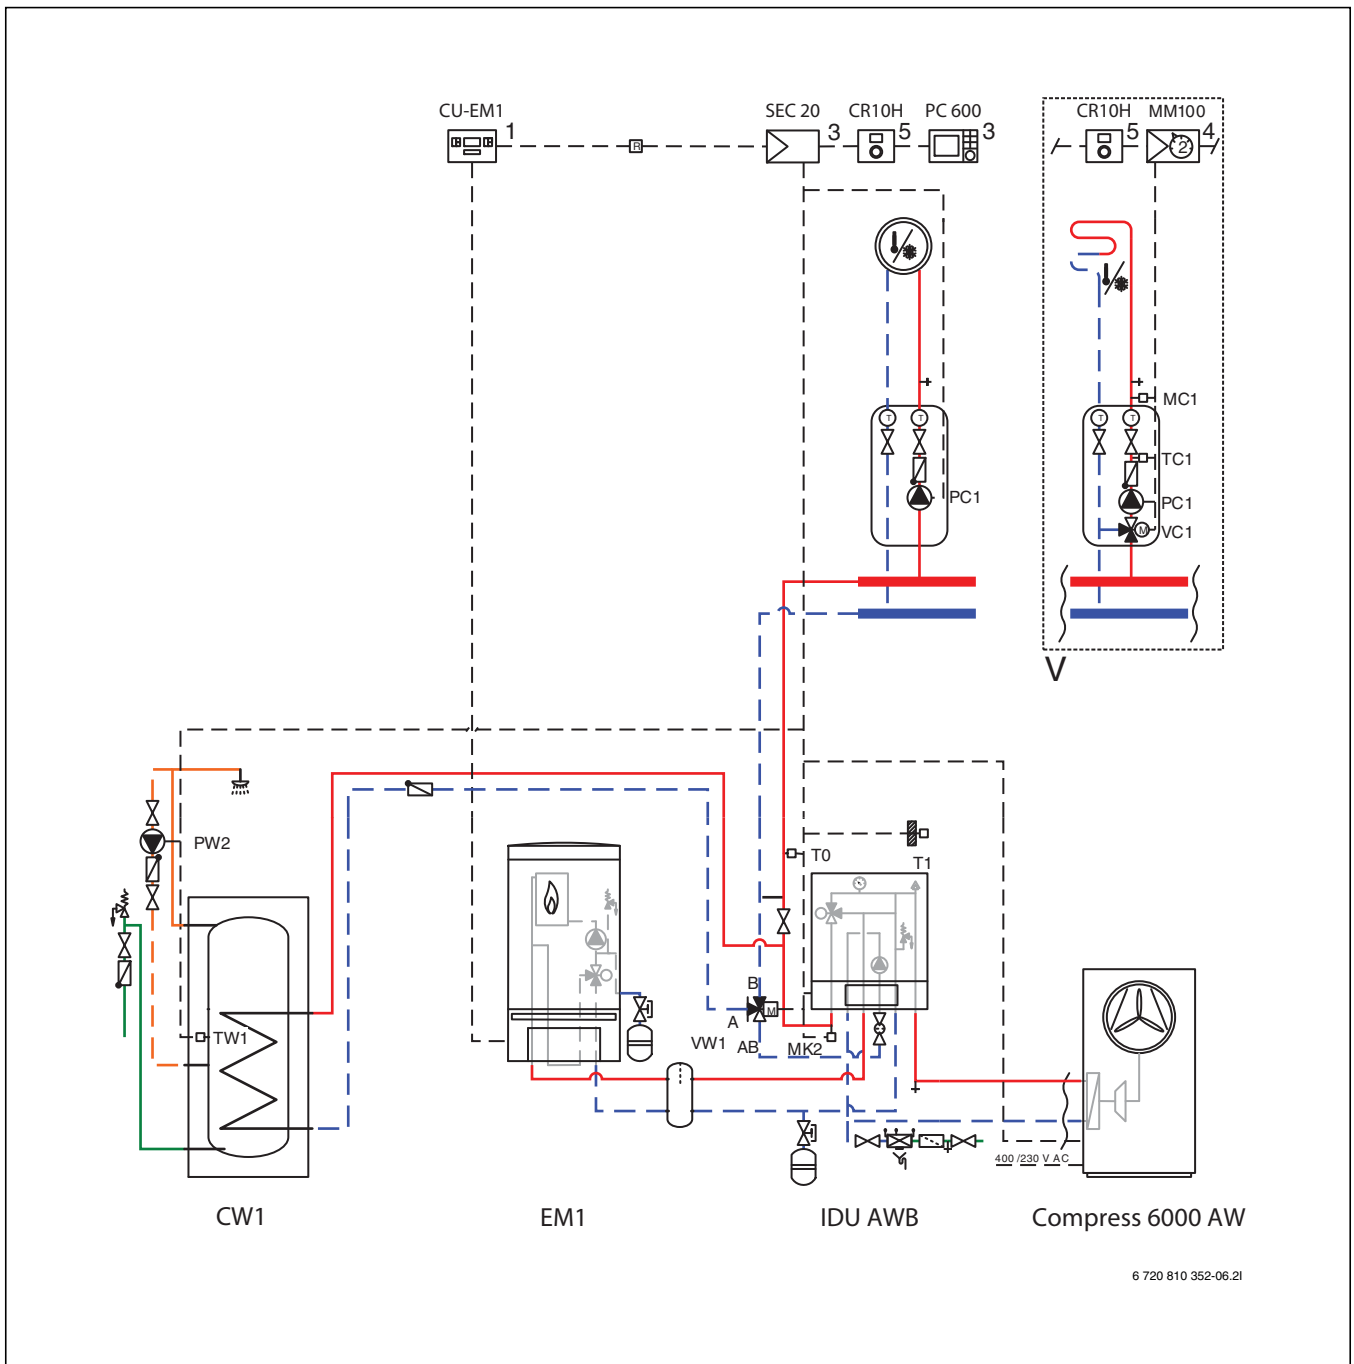 CU-EM1
SEC 20
CR10H
PC 600
CR10H
MM100
1
R
3
5
3
5
2
4
T
T
T
T
MC1
TC1
PC1
PC1
M
VC1
V
PW2
T0
T1
B
A
M
VW1
AB
MK2
TW1
400 /230 V AC
CW1
EM1
IDU AWB
Compress 6000 AW
6 720 810 352-06.2I